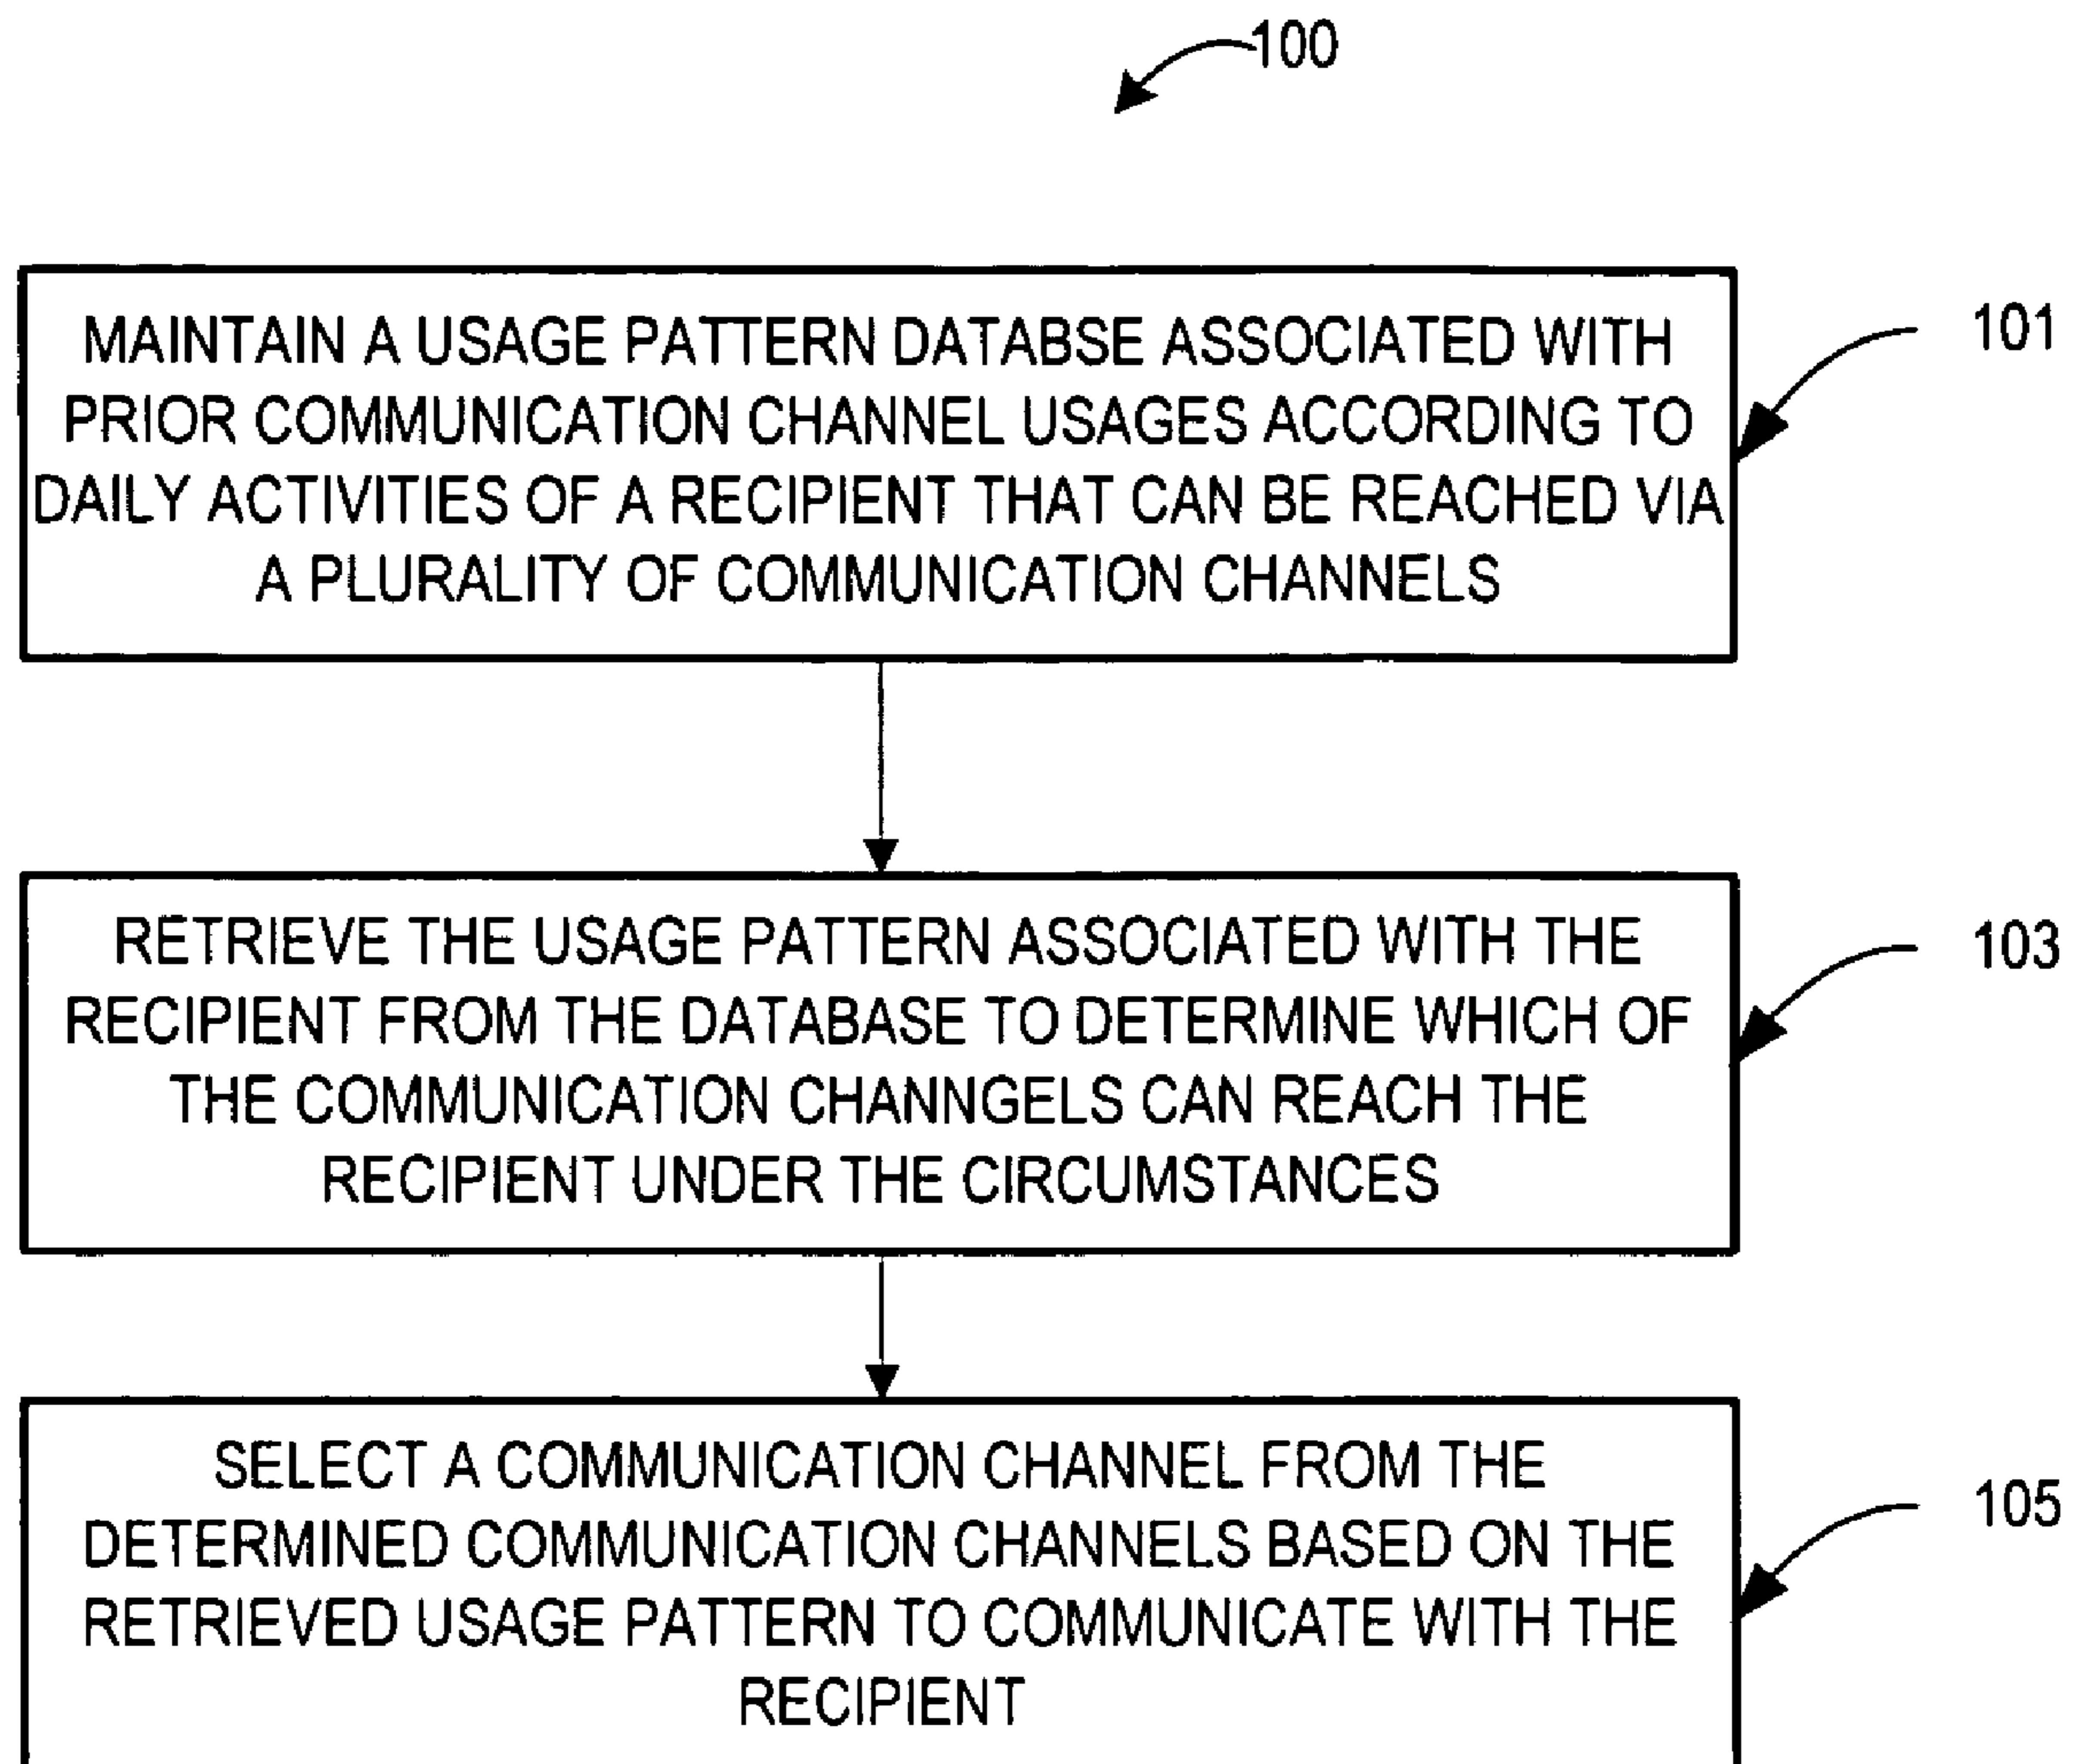 100
MAINTAIN A USAGE PATTERN DATABSE ASSOCIATED WITH
PRIOR COMMUNICATION CHANNEL USAGES ACCORDING TO
DAILY ACTIVITIES OF A RECIPIENT THAT CAN BE REACHED VIA
A PLURALITY OF COMMUNICATION CHANNELS
101
RETRIEVE THE USAGE PATTERN ASSOCIATED WITH THE
RECIPIENT FROM THE DATABASE TO DETERMINE WHICH OF
THE COMMUNICATION CHANNGELS CAN REACH THE
RECIPIENT UNDER THE CIRCUMSTANCES
103
SELECT A COMMUNICATION CHANNEL FROM THE
DETERMINED COMMUNICATION CHANNELS BASED ON THE
RETRIEVED USAGE PATTERN TO COMMUNICATE WITH THE
RECIPIENT
105